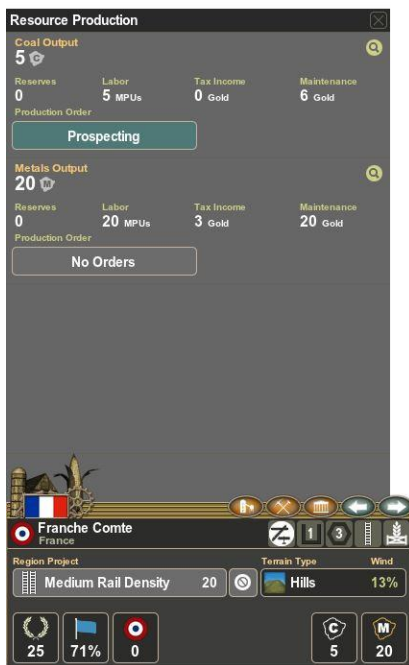 Resource Production
Coal Output
5 C
Reserves Labor Tax Income Maintenance
0 5 MPUs 0 Gold 6 Gold
Production Order
Prospecting
Metals Output
20 M
Reserves Labor Tax Income Maintenance
0 20 MPUs 3 Gold 20 Gold
Production Order
No Orders
Franche Comte
France
1 3
Region Project Terrain Type Wind
Medium Rail Density 20 Hills 13%
C M
25 71% 0 5 20